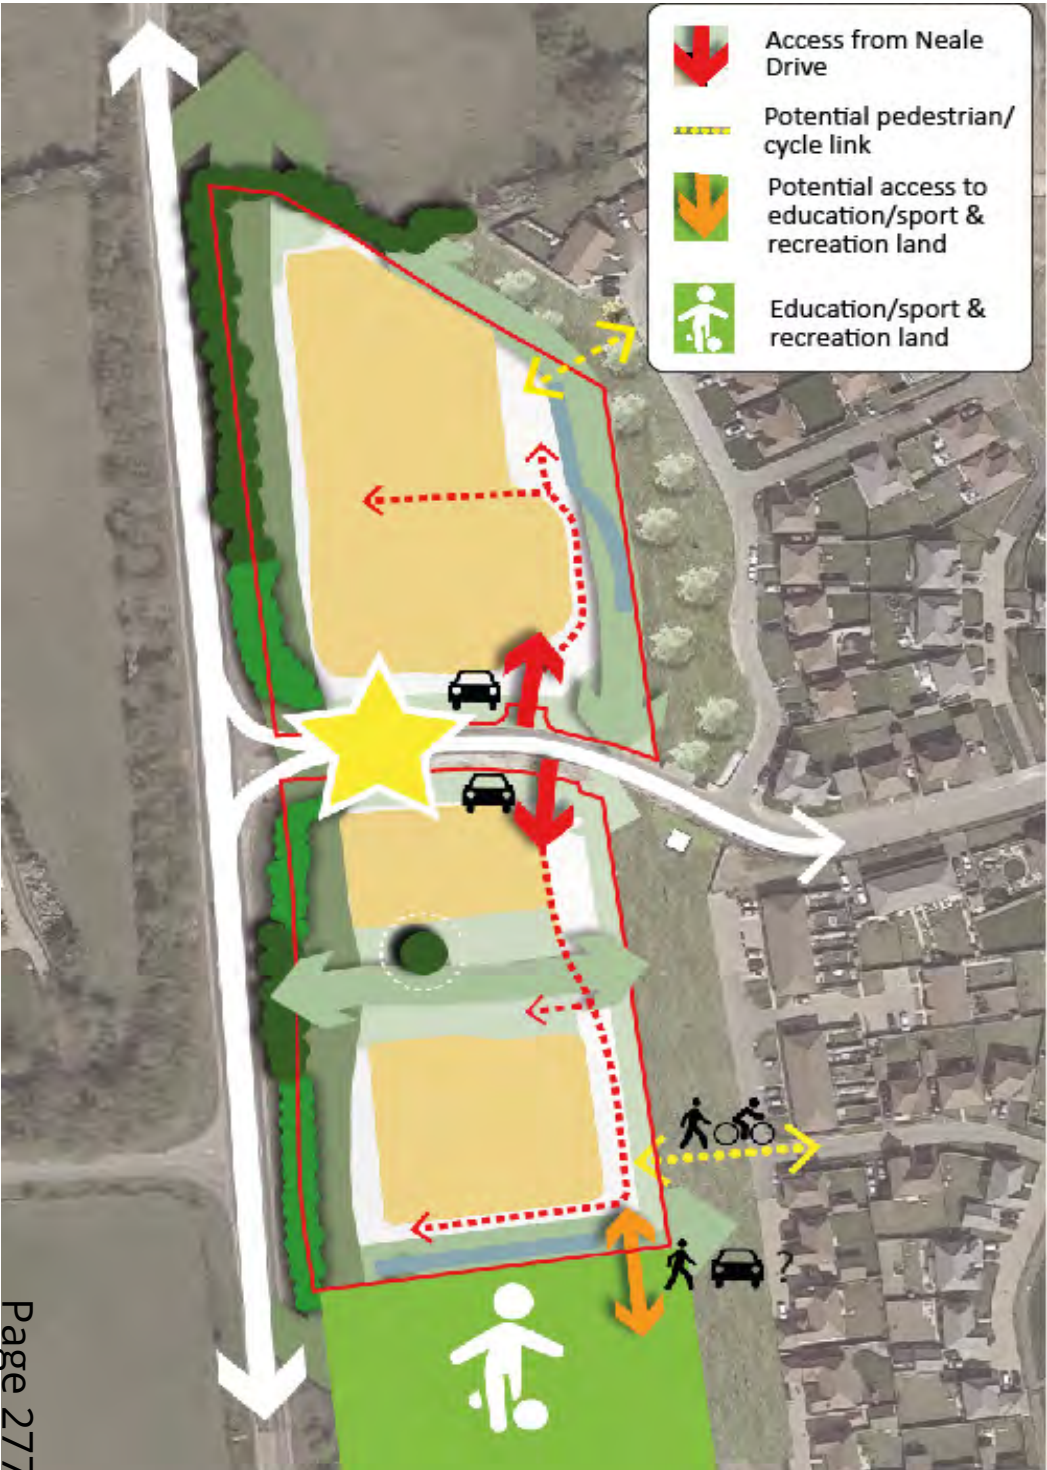 Access from Neale
Drive
Potential pedestrian/
cycle link
Potential access to
education/sport &
recreation land
Education/sport &
recreation land
?
Page 277